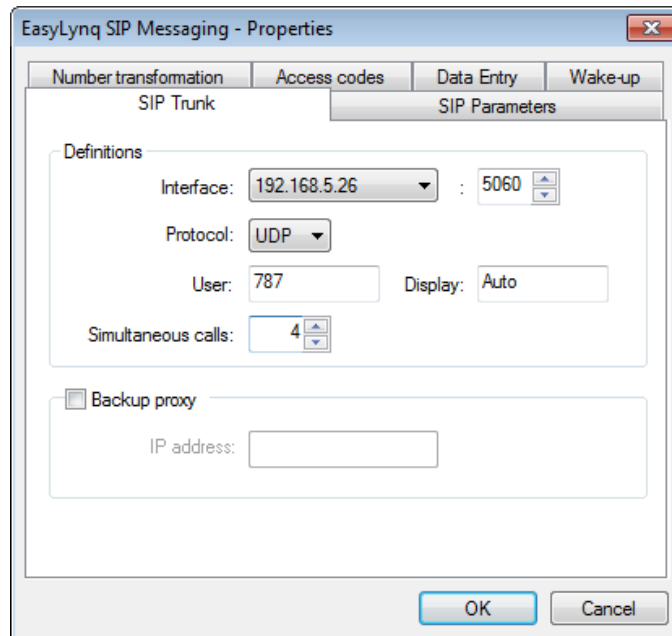 EasyLynq SIP Messaging - Properties
Number transformation Access codes Data Entry Wake-up
SIP Trunk SIP Parameters
Definitions
Interface: 192.168.5.26 : 5060
Protocol: UDP
User: 787 Display: Auto
Simultaneous calls: 4
Backup proxy
IP address:
OK Cancel